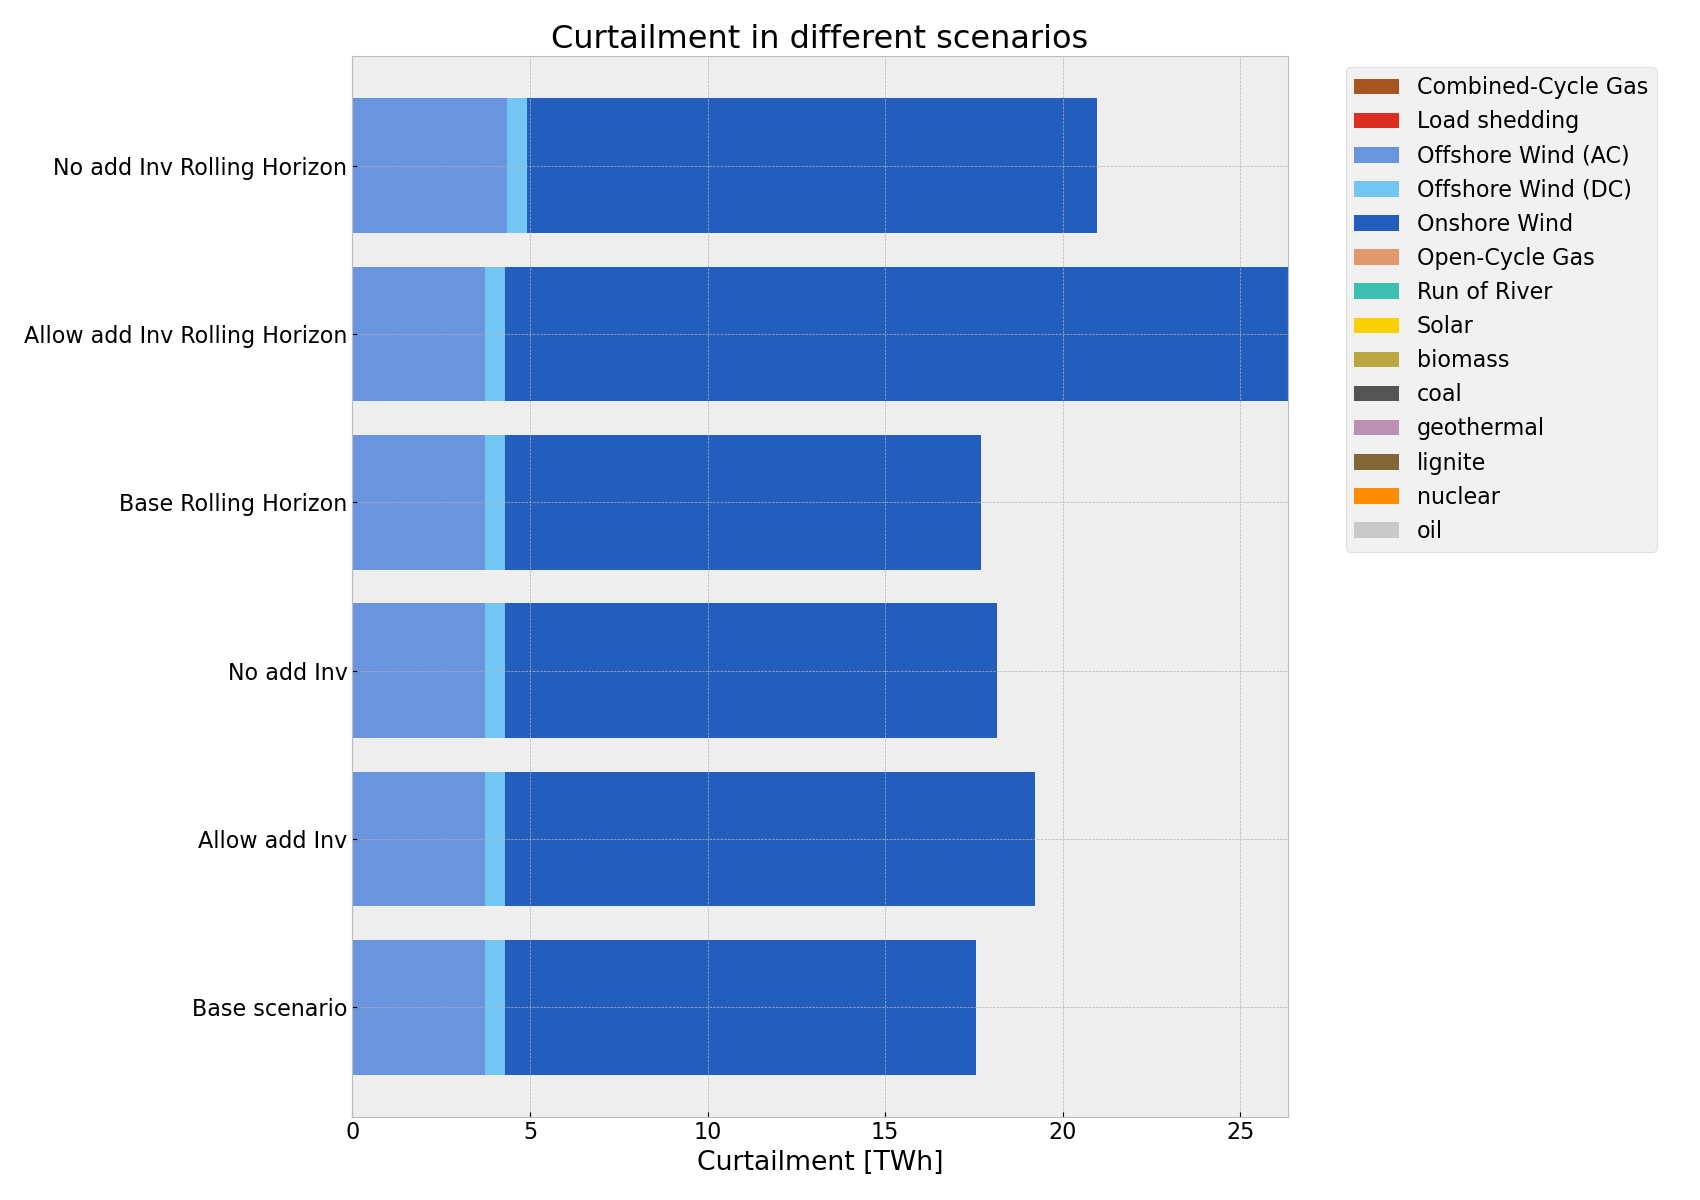 Curtailment in different scenarios
No add Inv Rolling Horizon
Allow add Inv Rolling Horizon
Base Rolling Horizon
No add Inv
Allow add Inv
Base scenario
0 5 10 15 20 25
Curtailment [TWh]
Combined-Cycle Gas
Load shedding
Offshore Wind (AC)
Offshore Wind (DC)
Onshore Wind
Open-Cycle Gas
Run of River
Solar
biomass
coal
geothermal
lignite
nuclear
oil